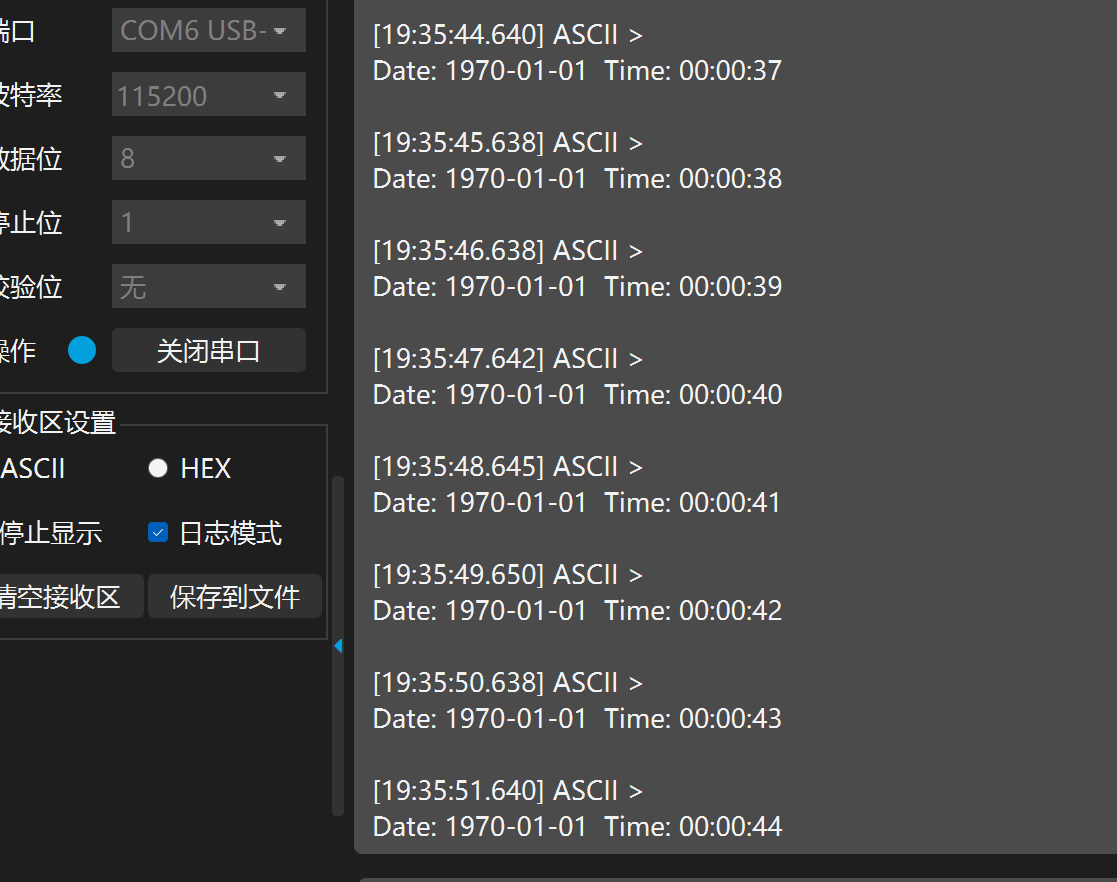 端口
COM6 USB-
波特率
115200
数据位
8
停止位
1
校验位
无
操作
关闭串口
接收区设置
ASCII
HEX
停止显示
日志模式
清空接收区
保存到文件
[19:35:44.640] ASCII >
Date: 1970-01-01  Time: 00:00:37
[19:35:45.638] ASCII >
Date: 1970-01-01  Time: 00:00:38
[19:35:46.638] ASCII >
Date: 1970-01-01  Time: 00:00:39
[19:35:47.642] ASCII >
Date: 1970-01-01  Time: 00:00:40
[19:35:48.645] ASCII >
Date: 1970-01-01  Time: 00:00:41
[19:35:49.650] ASCII >
Date: 1970-01-01  Time: 00:00:42
[19:35:50.638] ASCII >
Date: 1970-01-01  Time: 00:00:43
[19:35:51.640] ASCII >
Date: 1970-01-01  Time: 00:00:44